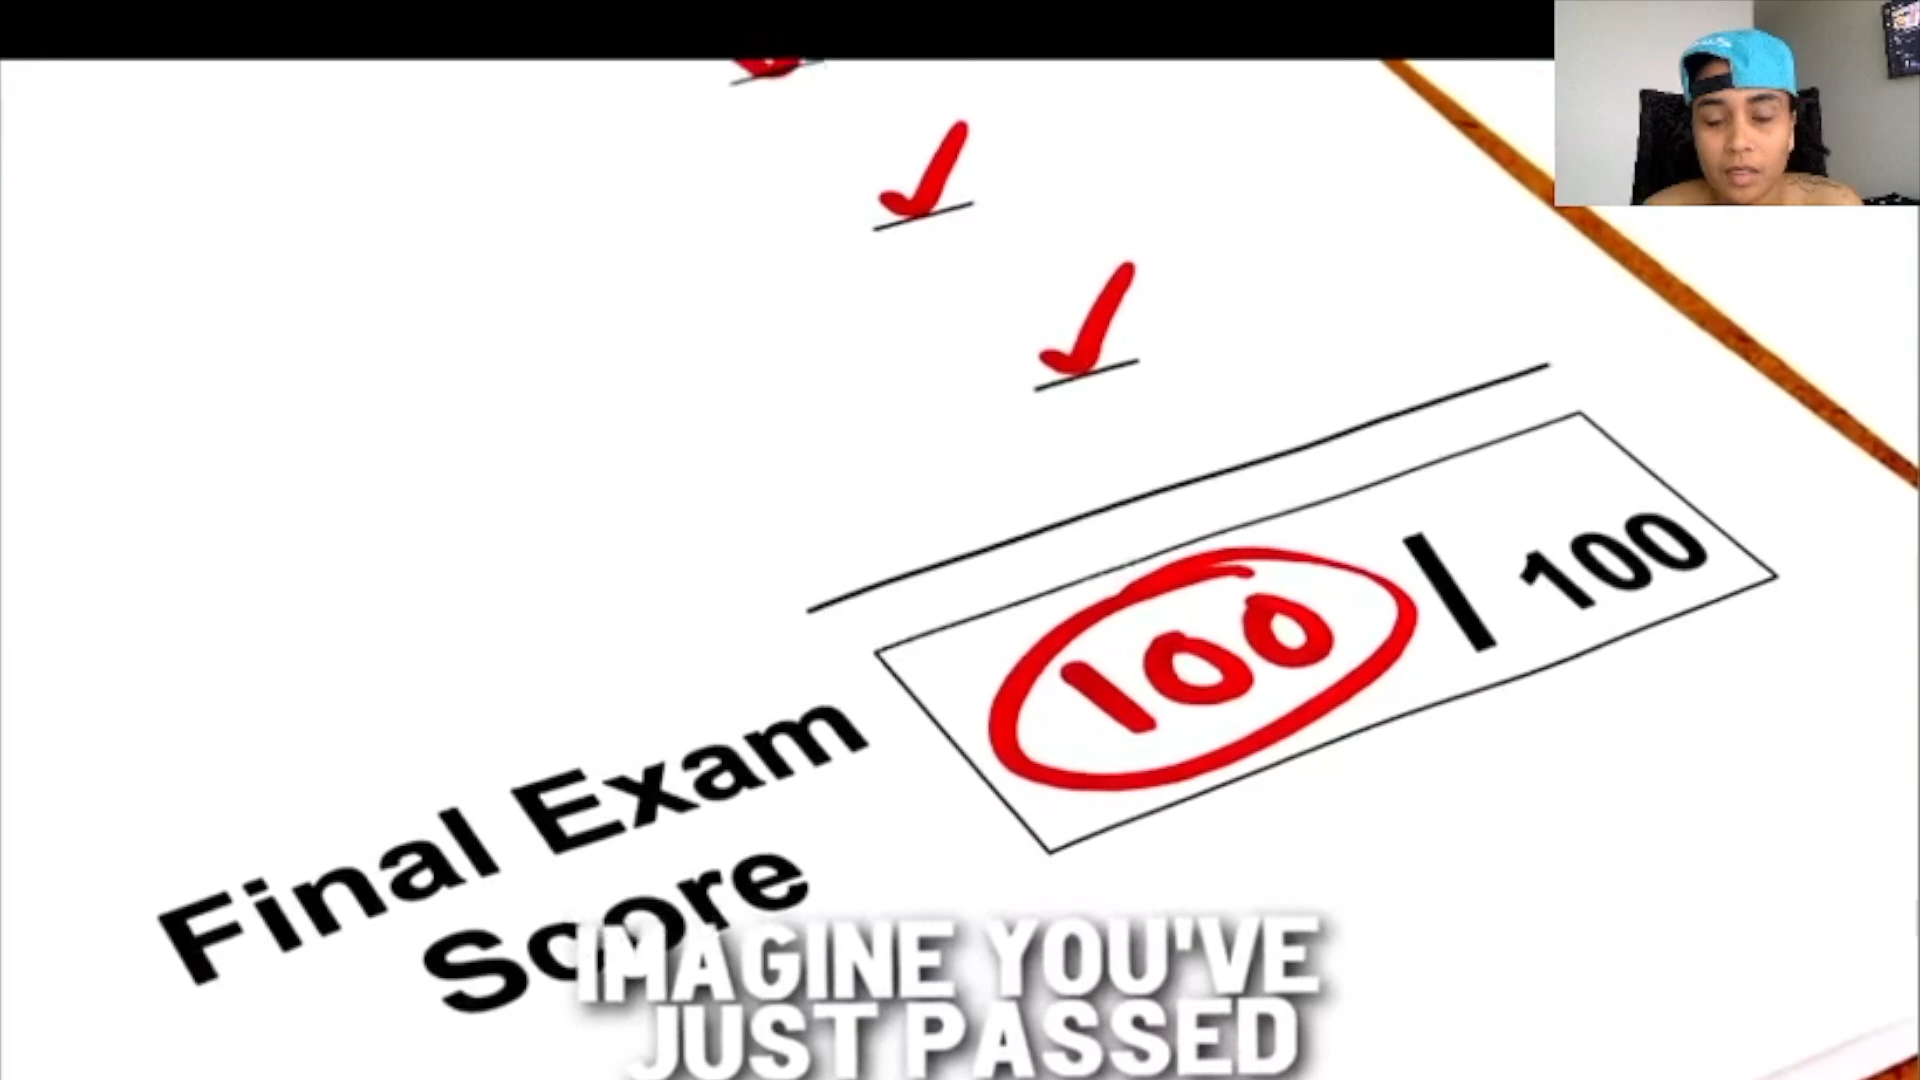 100 / 100
Final Exam
Score
IMAGINE YOU'VE
JUST PASSED